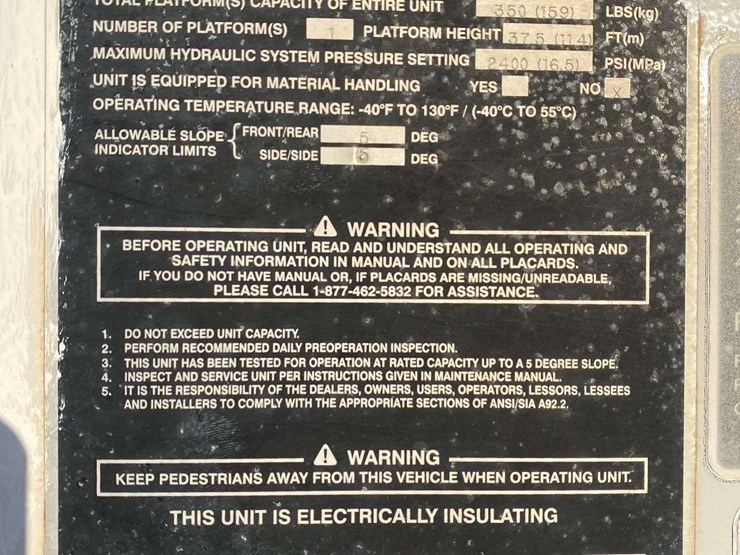 TOTAL PLATFORM(S) CAPACITY OF ENTIRE UNIT 350 (159) LBS(kg)
NUMBER OF PLATFORM(S) 1 PLATFORM HEIGHT 37.5 (11.4) FT(m)
MAXIMUM HYDRAULIC SYSTEM PRESSURE SETTING 2400 (16.5) PSI(MPa)
UNIT IS EQUIPPED FOR MATERIAL HANDLING YES NO X
OPERATING TEMPERATURE RANGE: -40°F TO 130°F / (-40°C TO 55°C)
ALLOWABLE SLOPE INDICATOR LIMITS
FRONT/REAR 5 DEG
SIDE/SIDE 5 DEG
⚠ WARNING
BEFORE OPERATING UNIT, READ AND UNDERSTAND ALL OPERATING AND
SAFETY INFORMATION IN MANUAL AND ON ALL PLACARDS.
IF YOU DO NOT HAVE MANUAL OR, IF PLACARDS ARE MISSING/UNREADABLE,
PLEASE CALL 1-877-462-5832 FOR ASSISTANCE.
1. DO NOT EXCEED UNIT CAPACITY.
2. PERFORM RECOMMENDED DAILY PREOPERATION INSPECTION.
3. THIS UNIT HAS BEEN TESTED FOR OPERATION AT RATED CAPACITY UP TO A 5 DEGREE SLOPE.
4. INSPECT AND SERVICE UNIT PER INSTRUCTIONS GIVEN IN MAINTENANCE MANUAL.
5. IT IS THE RESPONSIBILITY OF THE DEALERS, OWNERS, USERS, OPERATORS, LESSORS, LESSEES
AND INSTALLERS TO COMPLY WITH THE APPROPRIATE SECTIONS OF ANSI/SIA A92.2.
⚠ WARNING
KEEP PEDESTRIANS AWAY FROM THIS VEHICLE WHEN OPERATING UNIT.
THIS UNIT IS ELECTRICALLY INSULATING